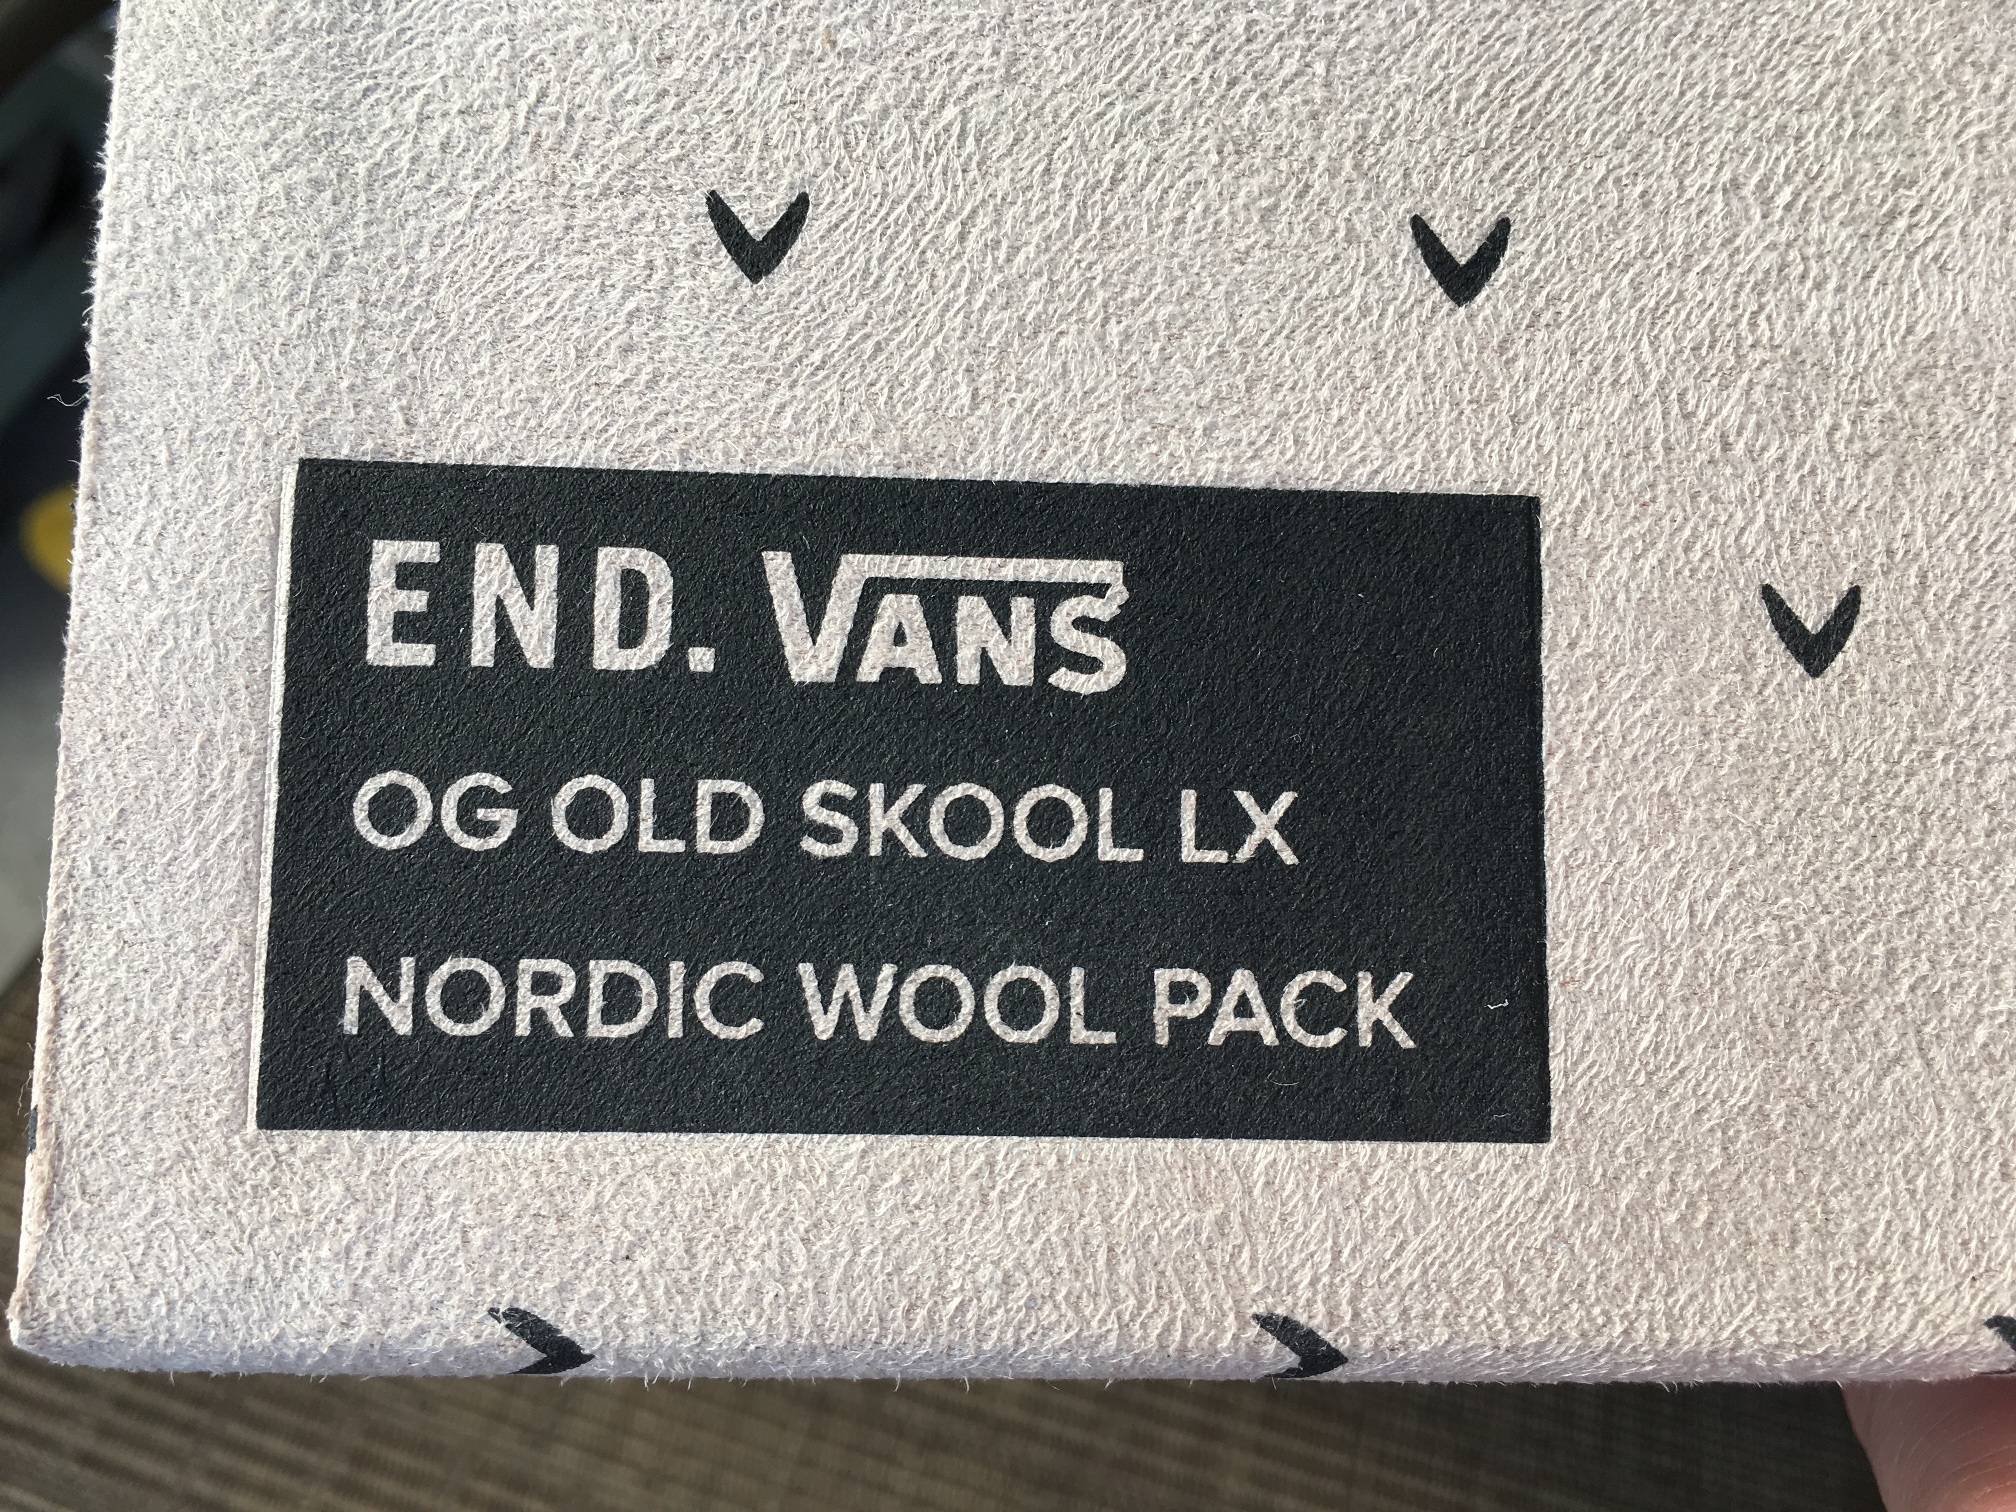 END. VANS
OG OLD SKOOL LX
NORDIC WOOL PACK